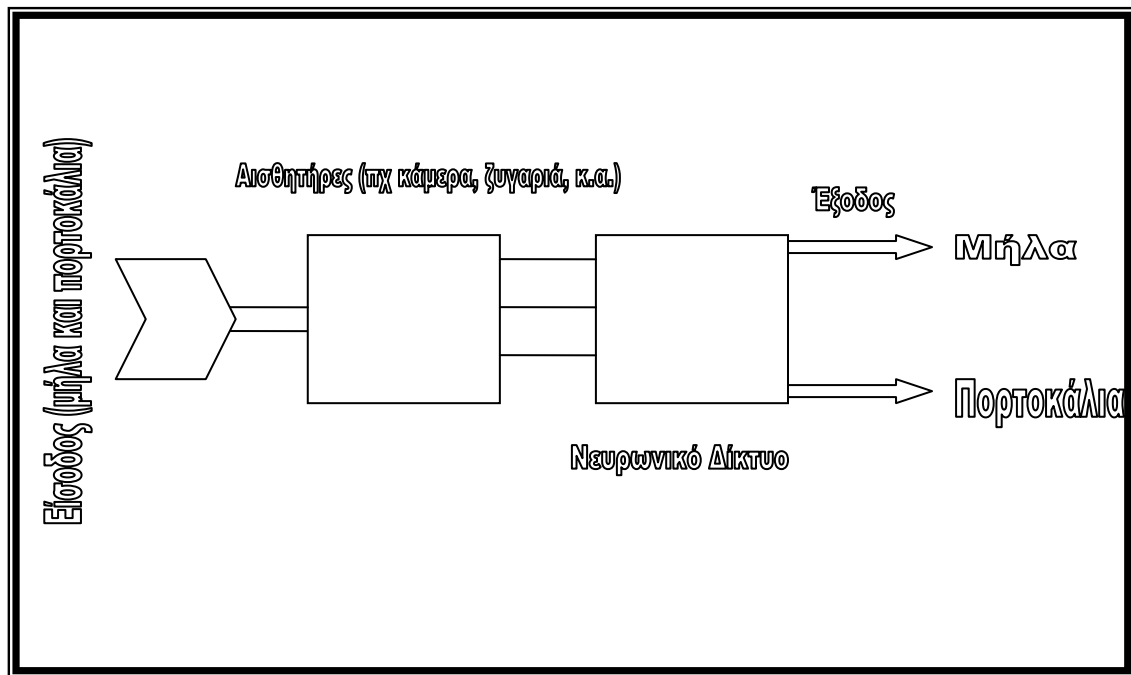 Είσοδος (μήλα και πορτοκάλια)
Αισθητήρες (πχ κάμερα, ζυγαριά, κ.α.)
Έξοδος
Μήλα
Πορτοκάλια
Νευρωνικό Δίκτυο